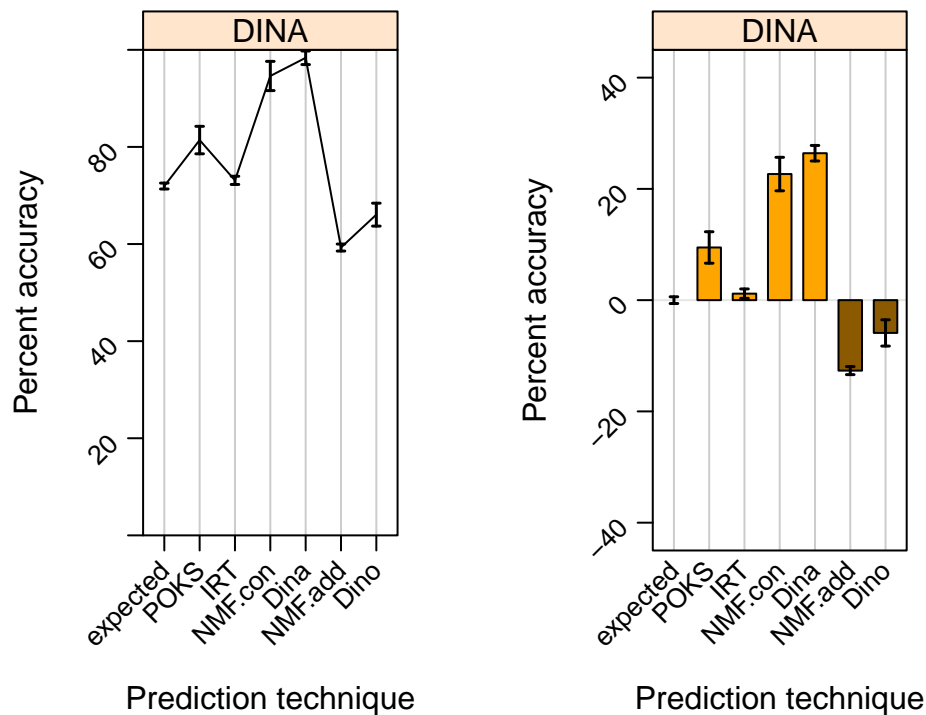 DINA
Percent accuracy
80
60
40
20
expected
POKS
IRT
NMF.con
Dina
NMF.add
Dino
Prediction technique
DINA
Percent accuracy
40
20
0
−20
−40
expected
POKS
IRT
NMF.con
Dina
NMF.add
Dino
Prediction technique